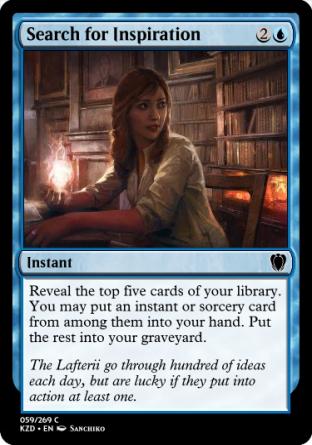 Search for Inspiration 2
Instant
Reveal the top five cards of your library.
You may put an instant or sorcery card
from among them into your hand. Put
the rest into your graveyard.
The Lafterii go through hundred of ideas
each day, but are lucky if they put into
action at least one.
059/269 C
KZD • EN Sanchiko